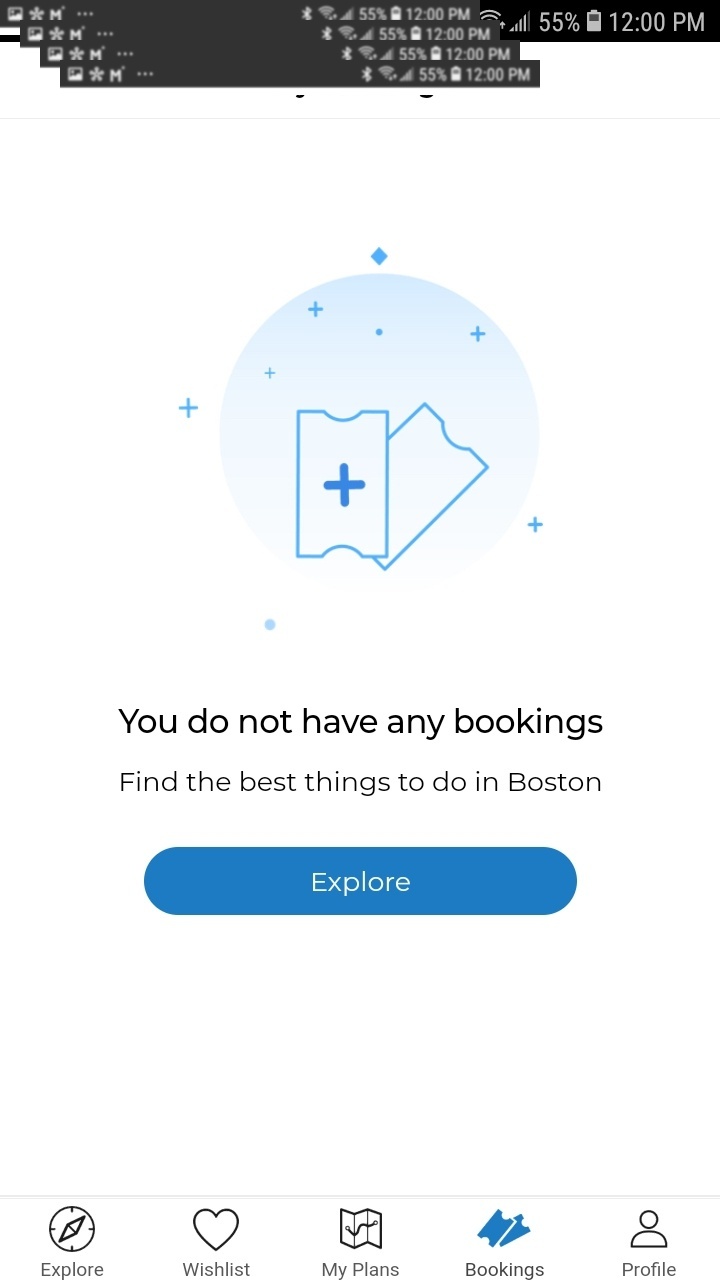 55% 12:00 PM
55% 12:00 PM
55% 12:00 PM
55% 12:00 PM
55% 12:00 PM
You do not have any bookings
Find the best things to do in Boston
Explore
Explore
Wishlist
My Plans
Bookings
Profile